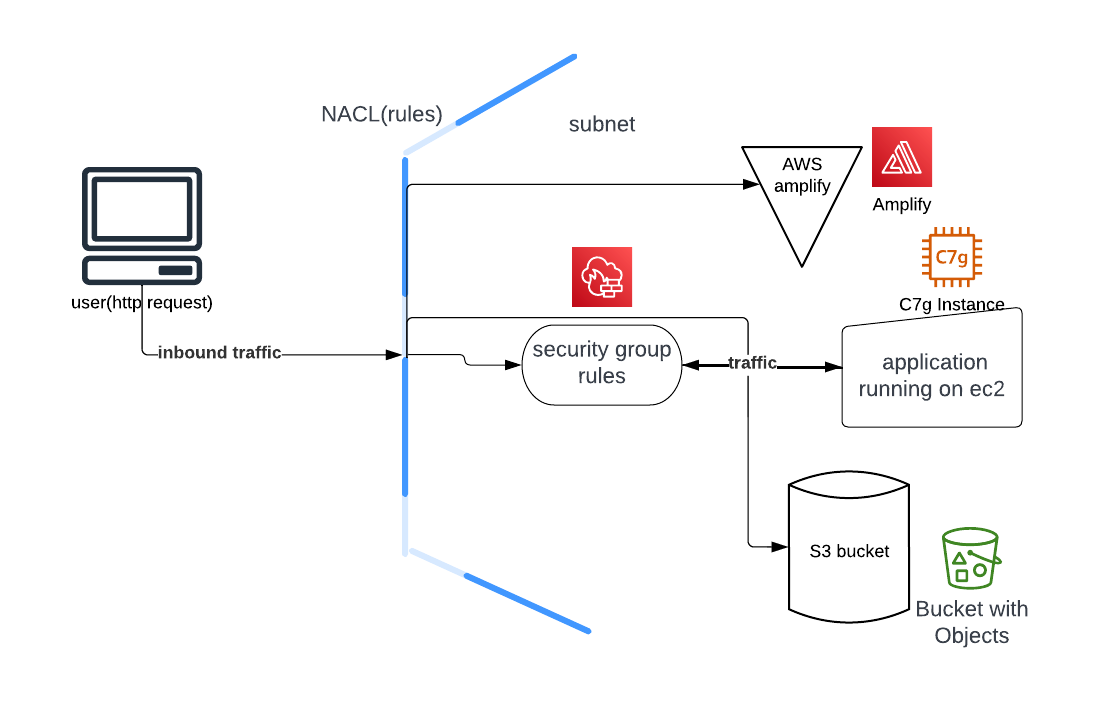 NACL(rules)
subnet
AWS
amplify
Amplify
C7g
C7g Instance
user(http request)
inbound traffic
security group
rules
traffic
application
running on ec2
S3 bucket
Bucket with
Objects